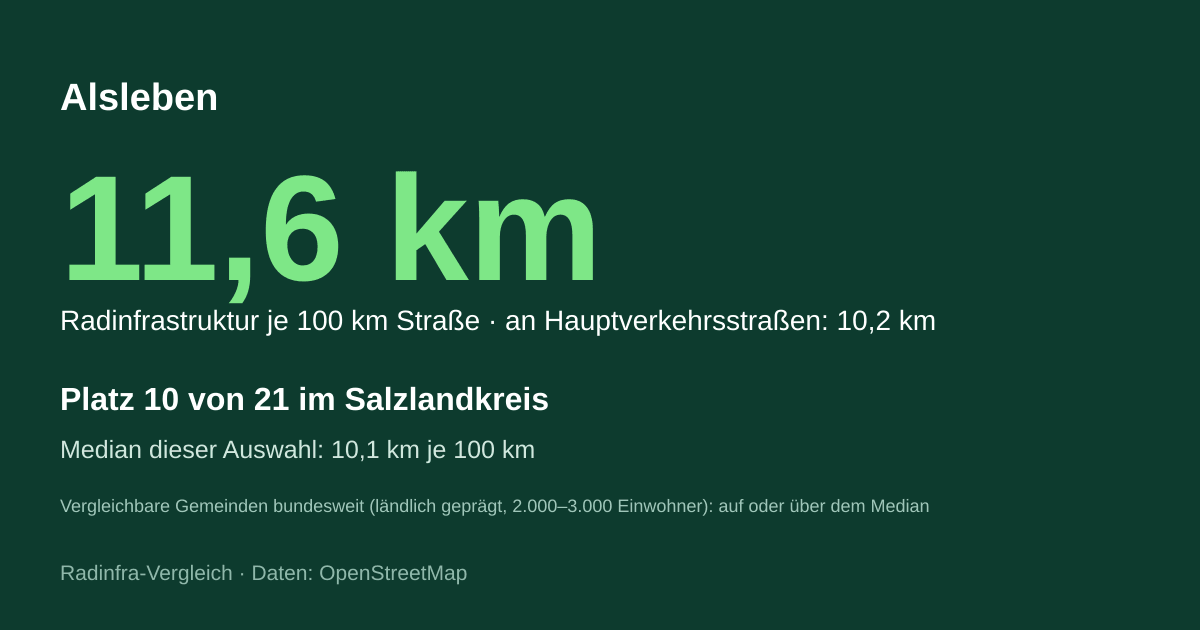 Alsleben
11,6 km
Radinfrastruktur je 100 km Straße · an Hauptverkehrsstraßen: 10,2 km
Platz 10 von 21 im Salzlandkreis
Median dieser Auswahl: 10,1 km je 100 km
Vergleichbare Gemeinden bundesweit (ländlich geprägt, 2.000–3.000 Einwohner): auf oder über dem Median
Radinfra-Vergleich · Daten: OpenStreetMap